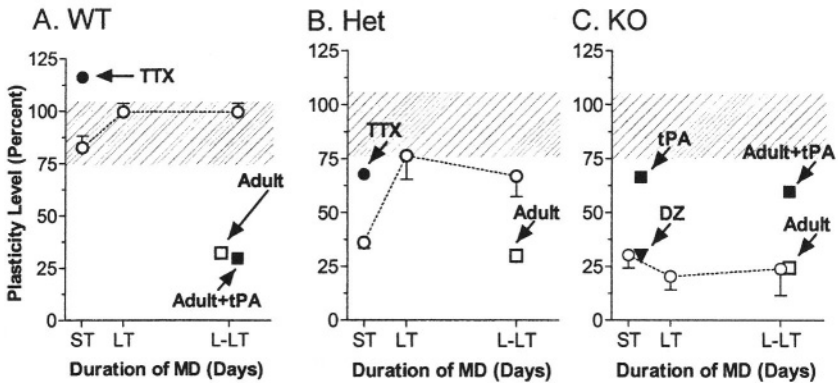 A. WT
B. Het
C. KO
Plasticity Level (Percent)
125
100
75
50
25
0
TTX
Adult
Adult+tPA
ST
LT
L-LT
Duration of MD (Days)
125
100
75
50
25
0
TTX
Adult
ST
LT
L-LT
Duration of MD (Days)
125
100
75
50
25
0
tPA
Adult+tPA
DZ
Adult
ST
LT
L-LT
Duration of MD (Days)